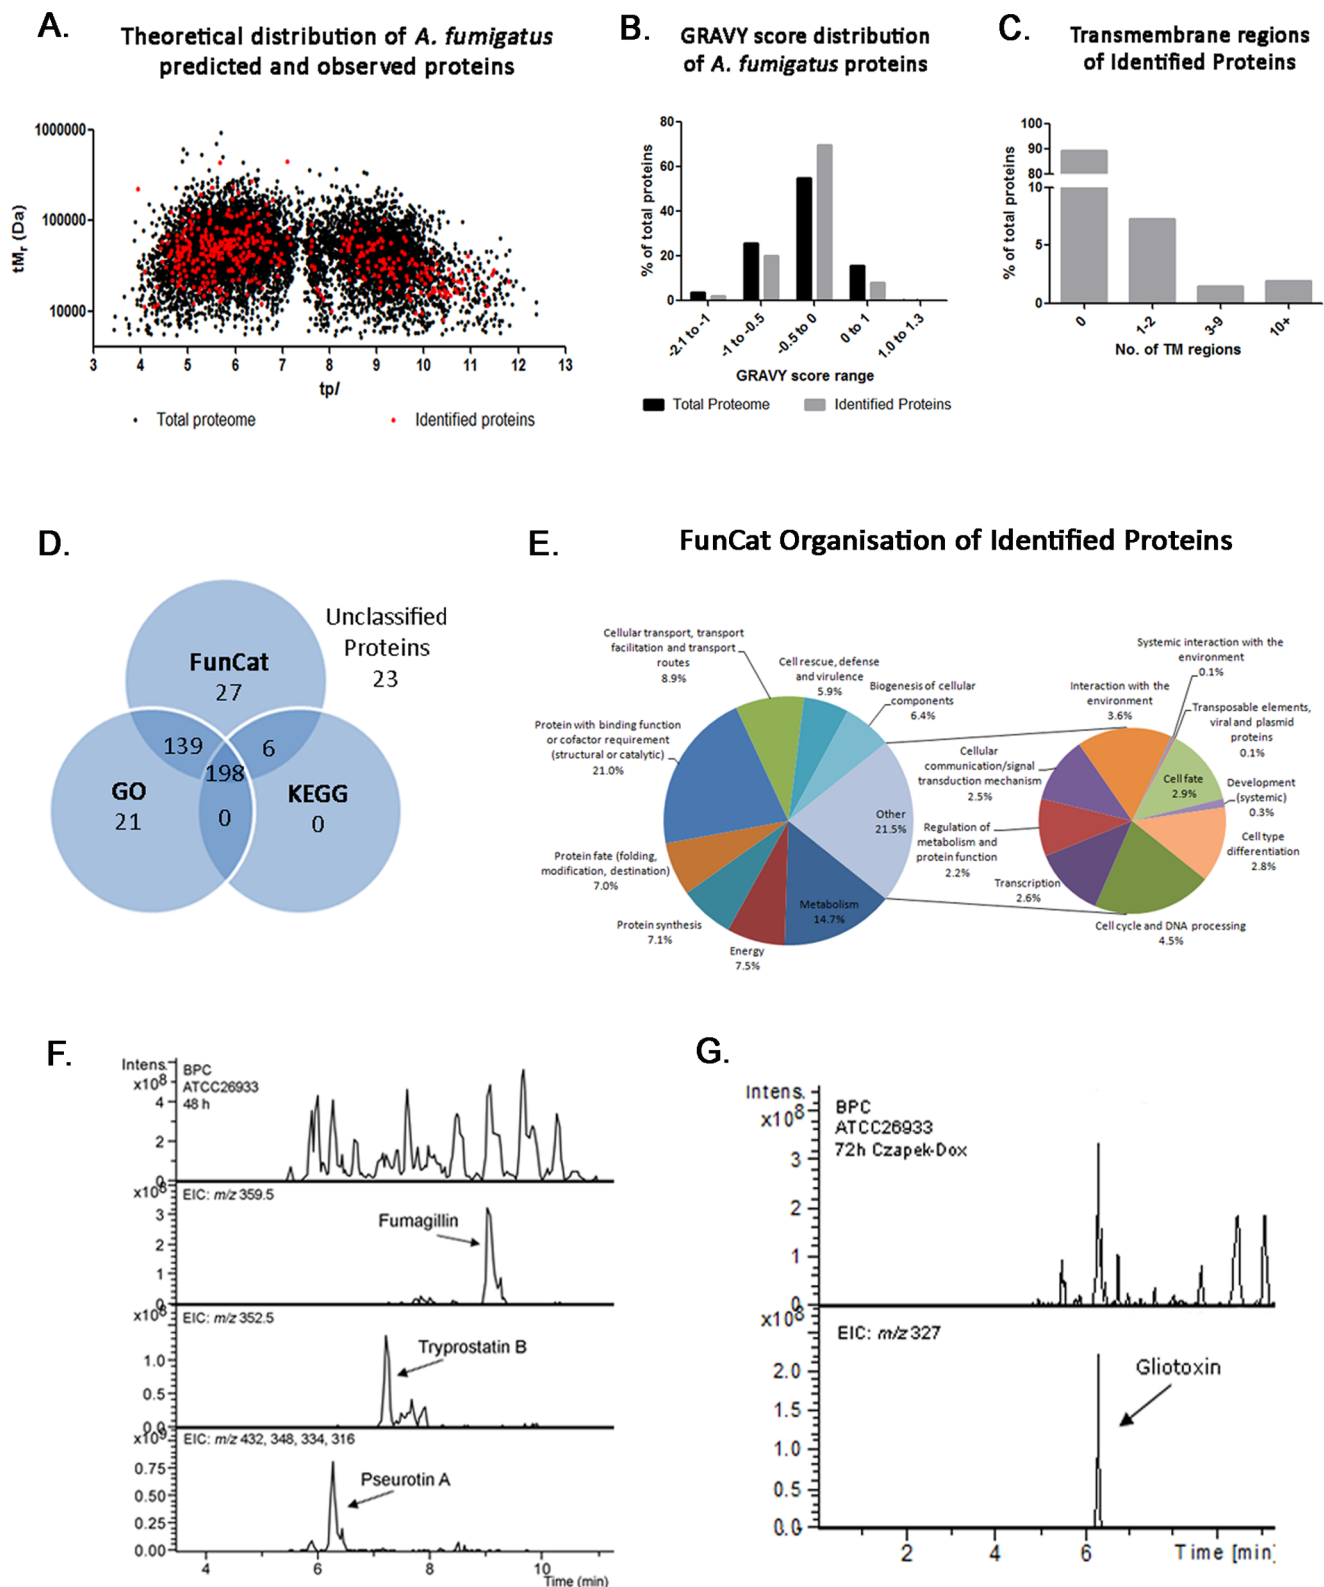 A.
Theoretical distribution of A. fumigatus
predicted and observed proteins
1000000
100000
10000
tMr (Da)
3 4 5 6 7 8 9 10 11 12 13
tpI
Total proteome
Identified proteins
B.
GRAVY score distribution
of A. fumigatus proteins
% of total proteins
80
60
40
20
0
-2.1 to -1
-1 to -0.5
-0.5 to 0
0 to 1
1.0 to 1.3
GRAVY score range
Total Proteome
Identified Proteins
C.
Transmembrane regions
of Identified Proteins
% of total proteins
100
90
80
10
5
0
0
1-2
3-9
10+
No. of TM regions
D.
FunCat
27
Unclassified
Proteins
23
139
6
198
GO
21
0
KEGG
0
E.
FunCat Organisation of Identified Proteins
Cellular transport, transport
facilitation and transport
routes
8.9%
Cell rescue, defense
and virulence
5.9%
Biogenesis of cellular
components
6.4%
Protein with binding function
or cofactor requirement
(structural or catalytic)
21.0%
Other
21.5%
Protein fate (folding,
modification, destination)
7.0%
Protein synthesis
7.1%
Energy
7.5%
Metabolism
14.7%
Systemic interaction with the
environment
0.1%
Interaction with the
environment
3.6%
Transposable elements,
viral and plasmid
proteins
0.1%
Cellular
communication/signal
transduction mechanism
2.5%
Cell fate
2.9%
Development
(systemic)
0.3%
Regulation of
metabolism and
protein function
2.2%
Cell type
differentiation
2.8%
Transcription
2.6%
Cell cycle and DNA processing
4.5%
F.
Intens.
x108
BPC
ATCC26933
48 h
4
2
0
x108
EIC: m/z 359.5
Fumagillin
3
2
1
0
x108
EIC: m/z 352.5
Tryprostatin B
1.0
0.5
0.0
x109
EIC: m/z 432, 348, 334, 316
Pseurotin A
0.75
0.50
0.25
0.00
4 6 8 10
Time (min)
G.
Intens.
x108
BPC
ATCC26933
72h Czapek-Dox
3
2
1
0
x108
EIC: m/z 327
Gliotoxin
2.0
1.5
1.0
0.5
0.0
2 4 6 Time [min]